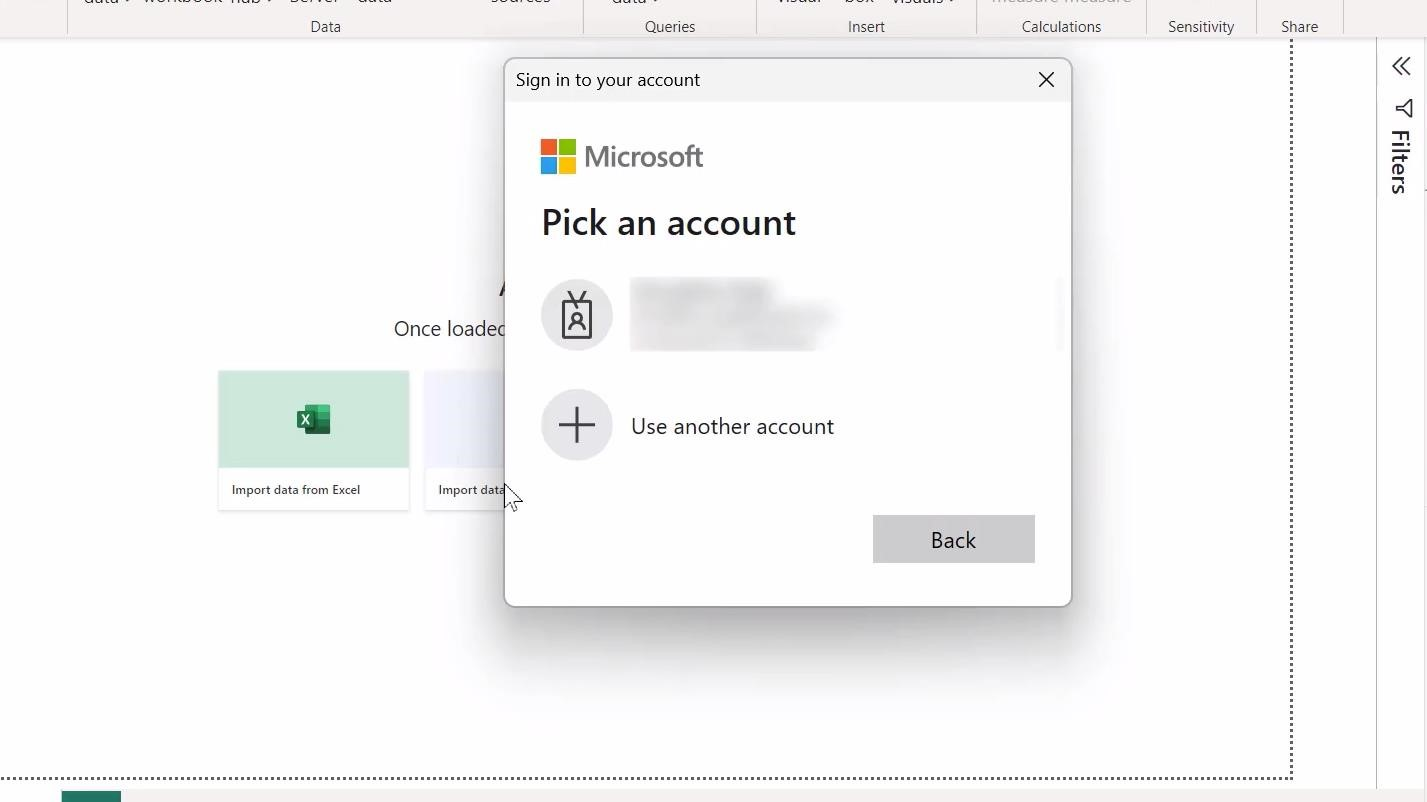 Data
Queries
Insert
Calculations
Sensitivity
Share
Sign in to your account
Microsoft
Pick an account
Use another account
Back
Once loaded
Import data from Excel
Import data
Filters